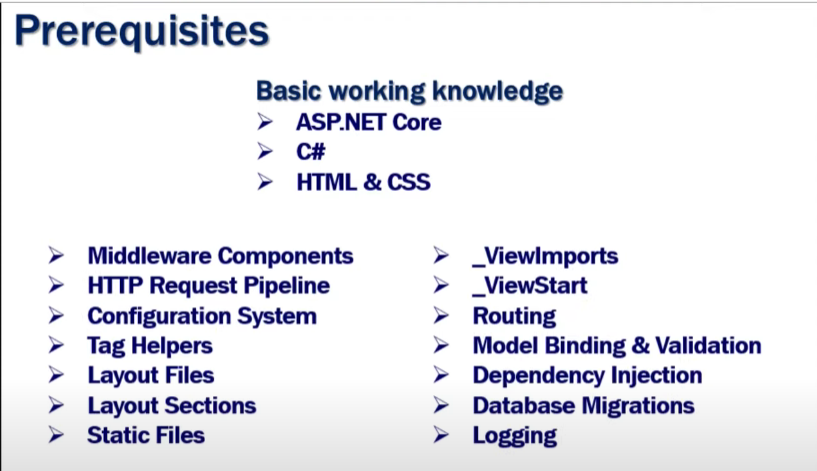 Prerequisites
Basic working knowledge
➢ ASP.NET Core
➢ C#
➢ HTML & CSS
➢ Middleware Components
➢ HTTP Request Pipeline
➢ Configuration System
➢ Tag Helpers
➢ Layout Files
➢ Layout Sections
➢ Static Files
➢ _ViewImports
➢ _ViewStart
➢ Routing
➢ Model Binding & Validation
➢ Dependency Injection
➢ Database Migrations
➢ Logging